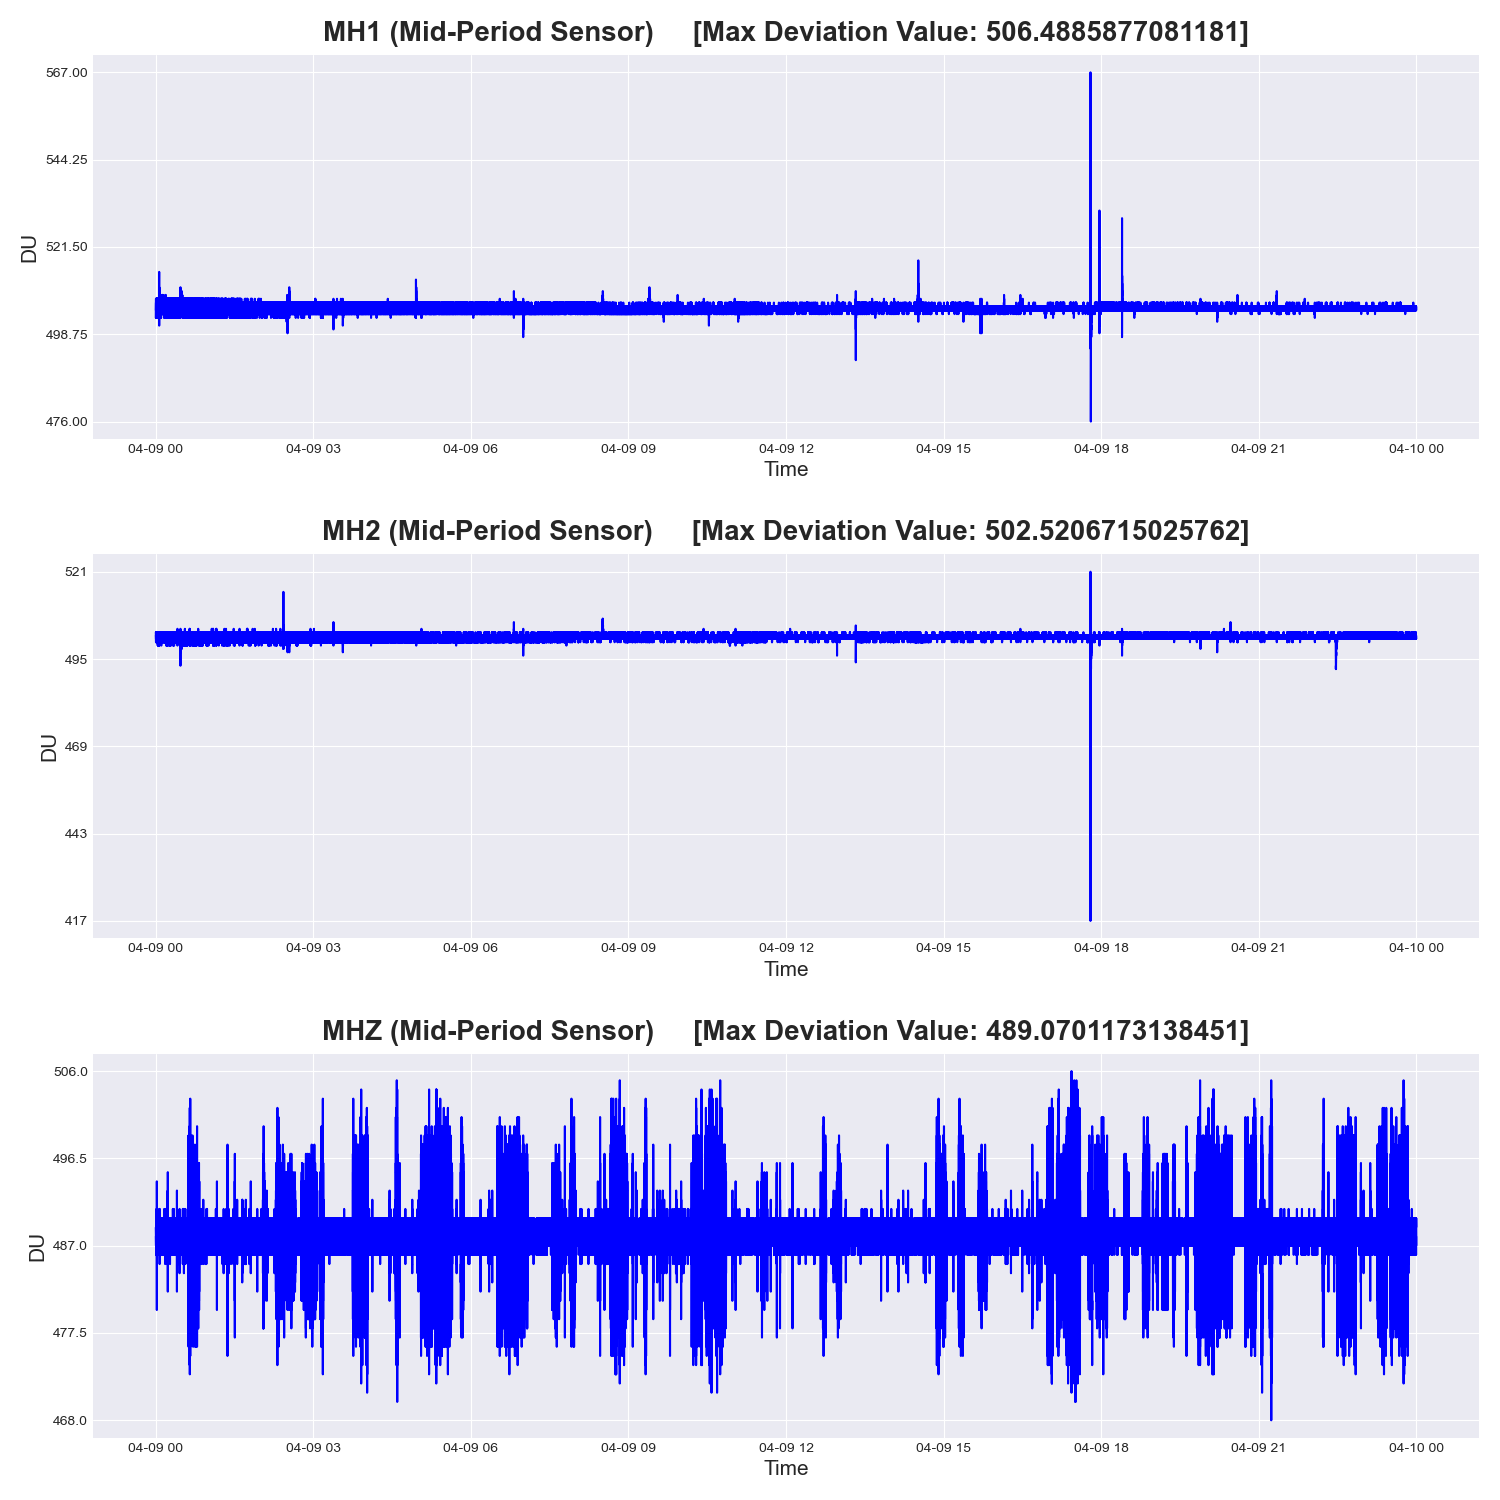 MH1 (Mid-Period Sensor) [Max Deviation Value: 506.4885877081181]
567.00
544.25
521.50
498.75
476.00
DU
04-09 00 04-09 03 04-09 06 04-09 09 04-09 12 04-09 15 04-09 18 04-09 21 04-10 00
Time
MH2 (Mid-Period Sensor) [Max Deviation Value: 502.5206715025762]
521
495
469
443
417
DU
04-09 00 04-09 03 04-09 06 04-09 09 04-09 12 04-09 15 04-09 18 04-09 21 04-10 00
Time
MHZ (Mid-Period Sensor) [Max Deviation Value: 489.0701173138451]
506.0
496.5
487.0
477.5
468.0
DU
04-09 00 04-09 03 04-09 06 04-09 09 04-09 12 04-09 15 04-09 18 04-09 21 04-10 00
Time